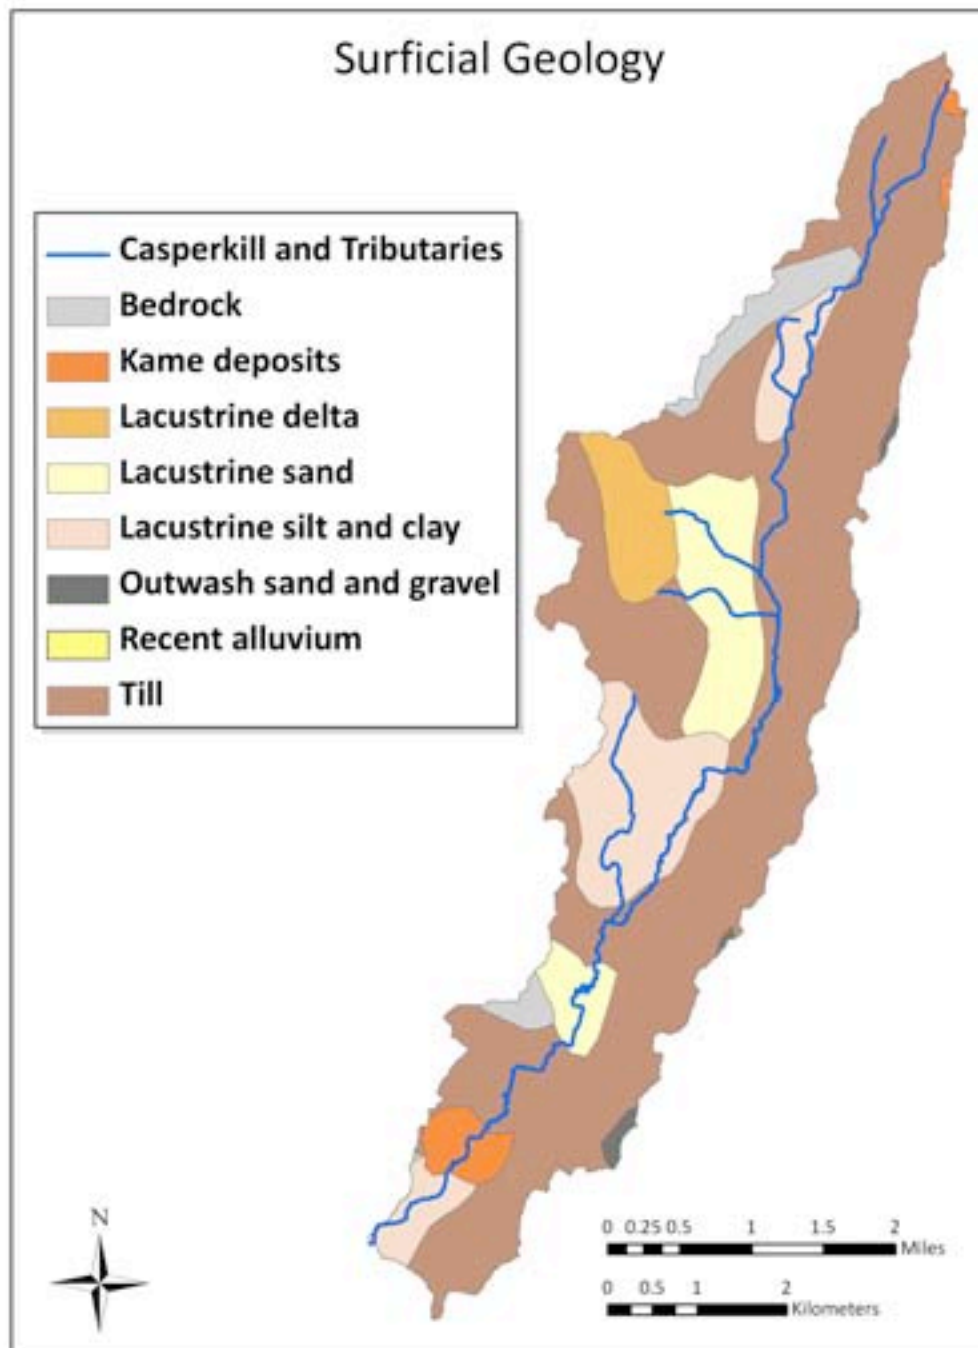 Surficial Geology
Casperkill and Tributaries
Bedrock
Kame deposits
Lacustrine delta
Lacustrine sand
Lacustrine silt and clay
Outwash sand and gravel
Recent alluvium
Till
N
0 0.25 0.5 1 1.5 2
Miles
0 0.5 1 2
Kilometers